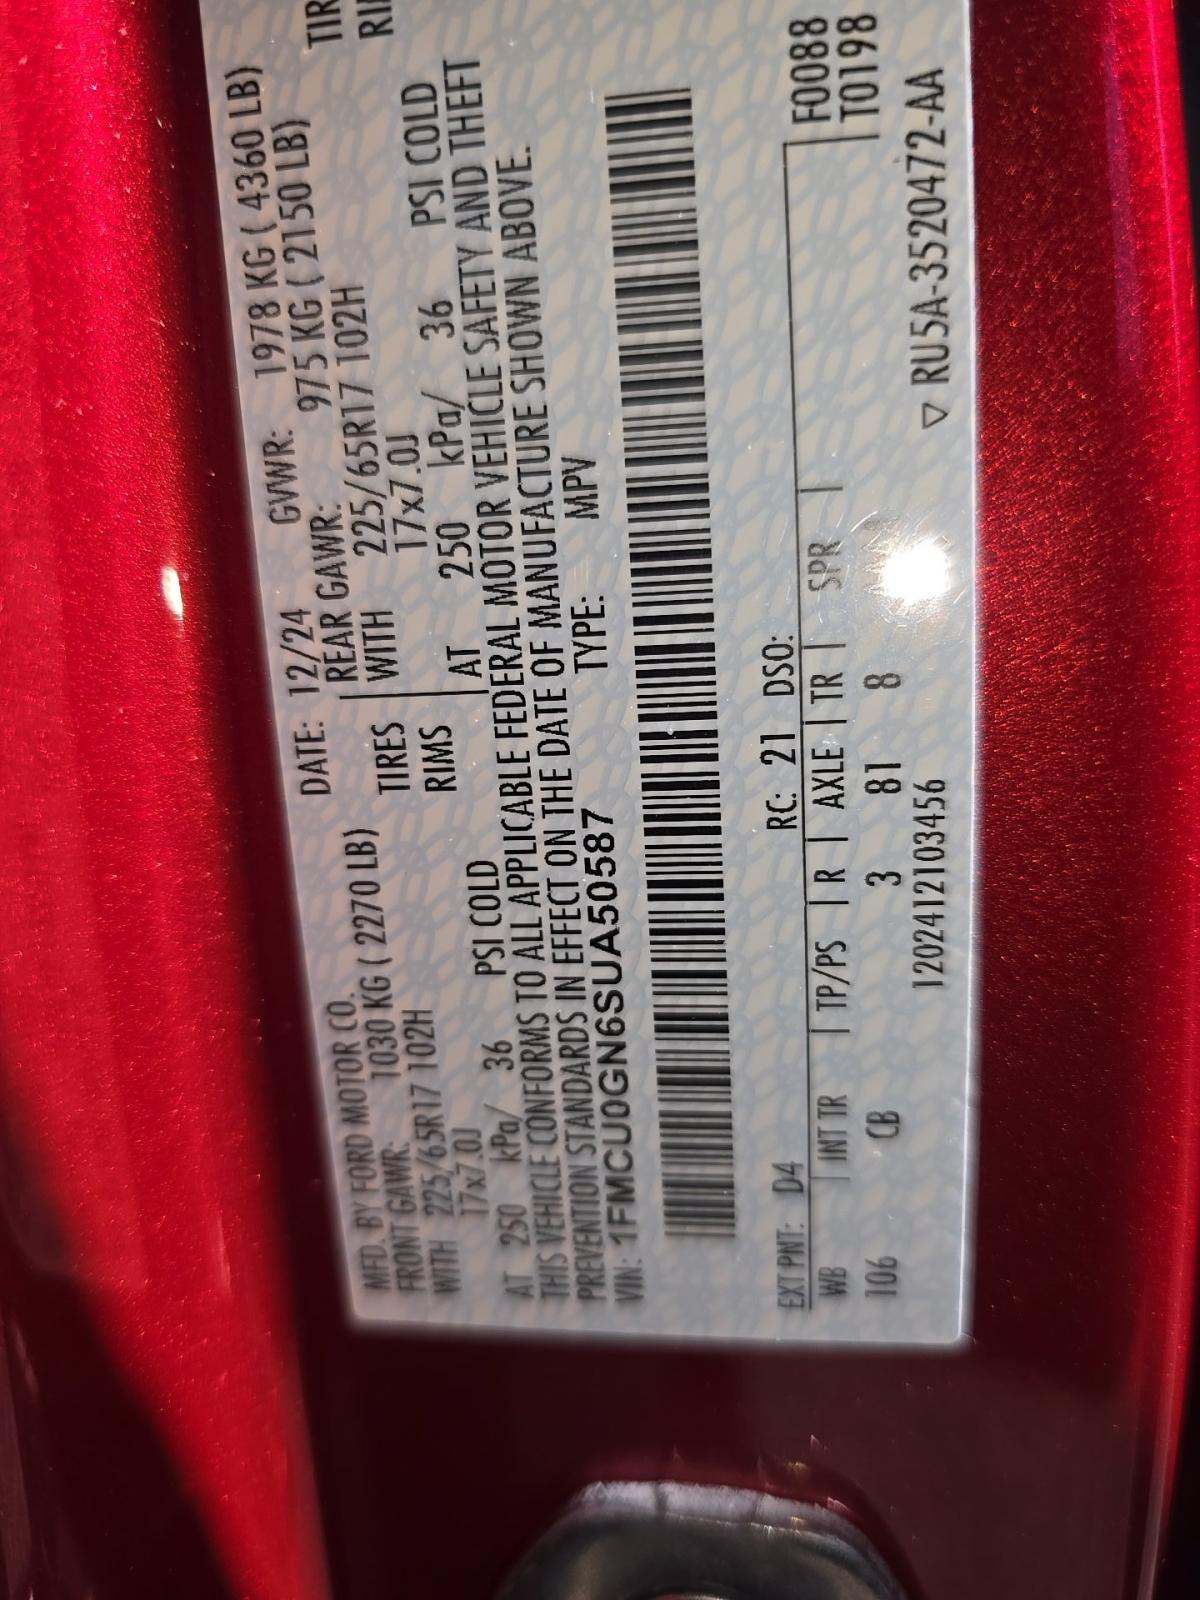 MFD. BY FORD MOTOR CO. DATE: 12/24 GVWR: 1978 KG ( 4360 LB)
FRONT GAWR: 1030 KG ( 2270 LB) REAR GAWR: 975 KG ( 2150 LB)
WITH 225/65R17 102H TIRES WITH 225/65R17 102H TIR
17x7.0J RIMS 17x7.0J RI
AT 250 kPa/ 36 PSI COLD AT 250 kPa/ 36 PSI COLD
THIS VEHICLE CONFORMS TO ALL APPLICABLE FEDERAL MOTOR VEHICLE SAFETY AND THEFT
PREVENTION STANDARDS IN EFFECT ON THE DATE OF MANUFACTURE SHOWN ABOVE.
VIN: 1FMCU0GN6SUA50587 TYPE: MPV
EXT PNT: D4 RC: 21 DSO: F0088
WB | INT TR | TP/PS | R | AXLE | TR | SPR | T0198
106 CB 3 81 8
1202412103456 ▽ RU5A-3520472-AA